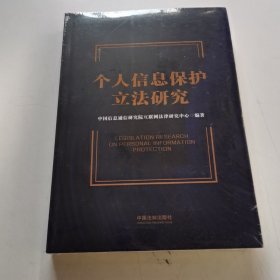 个人信息保护
立法研究
中国信息通信研究院互联网法律研究中心 编著
LEGISLATION RESEARCH
ON PERSONAL INFORMATION
PROTECTION
中国法制出版社